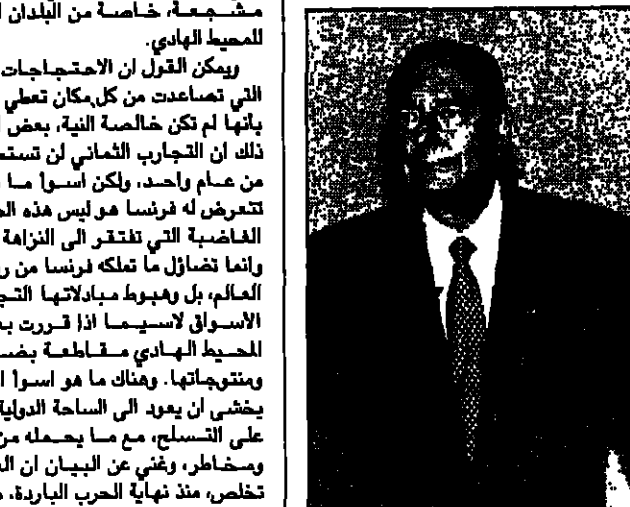 مشجعة، خاصة من البلدان
للمحيط الهادي.
ويمكن القول ان الاحتجاجات
التي تصاعدت من كل مكان تعطي
بأنها لم تكن خالصة النية، بعض
ذلك ان التجارب الثماني لن
من عام واحد، ولكن اسوأ ما
تتعرض له فرنسا هو ليس هذه
الغاضبة التي تفتقر الى النزاهة
وانما تضاؤل ما تملكه فرنسا من
العالم، بل وهبوط مبادلاتها
الاسواق لاسيما اذا قررت
المحيط الهادي مقاطعة
ومنتوجاتها. وهناك ما هو اسوأ
يخشى ان يعود الى الساحة الدولية
على التسلح، مع ما يحمله من
ومخاطر، وغني عن البيان ان
تخلص، منذ نهاية الحرب الباردة،